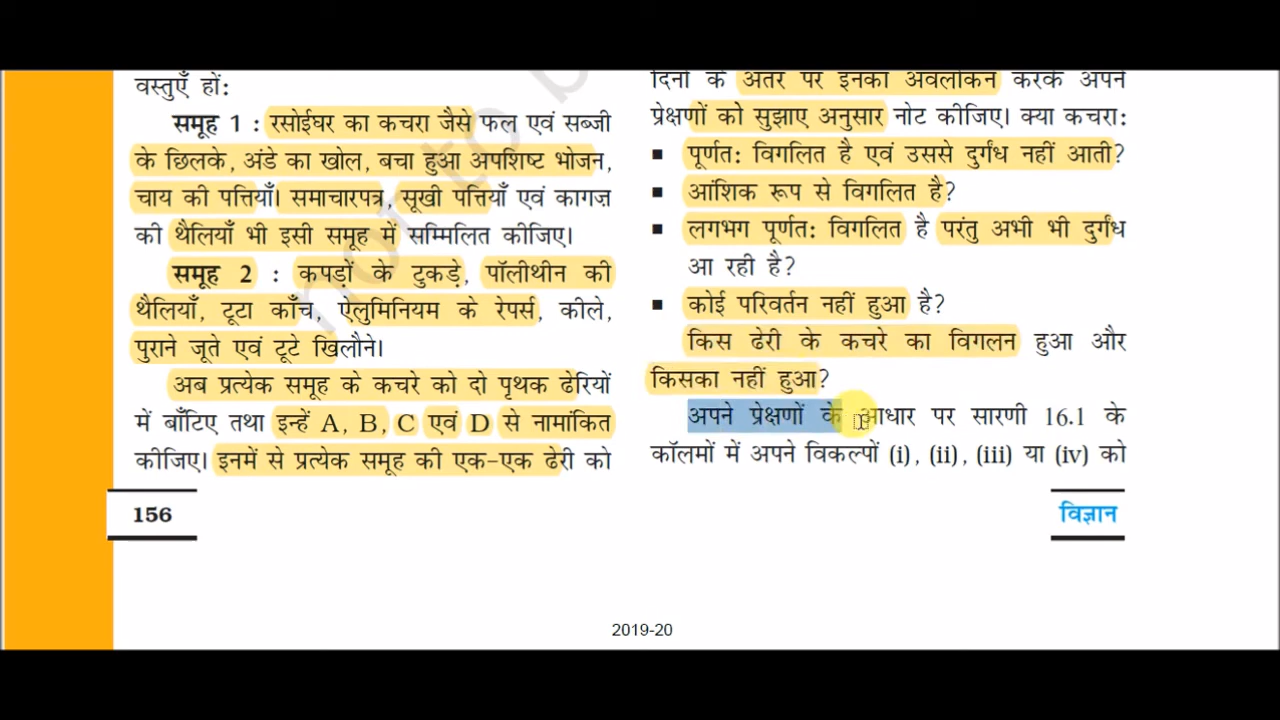 वस्तुएँ हों:
समूह 1 : रसोईघर का कचरा जैसे फल एवं सब्जी
के छिलके, अंडे का खोल, बचा हुआ अपशिष्ट भोजन,
चाय की पत्तियाँ। समाचारपत्र, सूखी पत्तियाँ एवं कागज़
की थैलियाँ भी इसी समूह में सम्मिलित कीजिए।
समूह 2 : कपड़ों के टुकड़े, पॉलीथीन की
थैलियाँ, टूटा काँच, ऐलुमिनियम के रेपर्स, कीले,
पुराने जूते एवं टूटे खिलौने।
अब प्रत्येक समूह के कचरे को दो पृथक ढेरियों
में बाँटिए तथा इन्हें A, B, C एवं D से नामांकित
कीजिए। इनमें से प्रत्येक समूह की एक-एक ढेरी को
156
दिनों के अंतर पर इनका अवलोकन करके अपने
प्रेक्षणों को सुझाए अनुसार नोट कीजिए। क्या कचरा:
▪ पूर्णत: विगलित है एवं उससे दुर्गंध नहीं आती?
▪ आंशिक रूप से विगलित है?
▪ लगभग पूर्णत: विगलित है परंतु अभी भी दुर्गंध
आ रही है?
▪ कोई परिवर्तन नहीं हुआ है?
किस ढेरी के कचरे का विगलन हुआ और
किसका नहीं हुआ?
अपने प्रेक्षणों के आधार पर सारणी 16.1 के
कॉलमों में अपने विकल्पों (i), (ii), (iii) या (iv) को
विज्ञान
2019-20
not to b